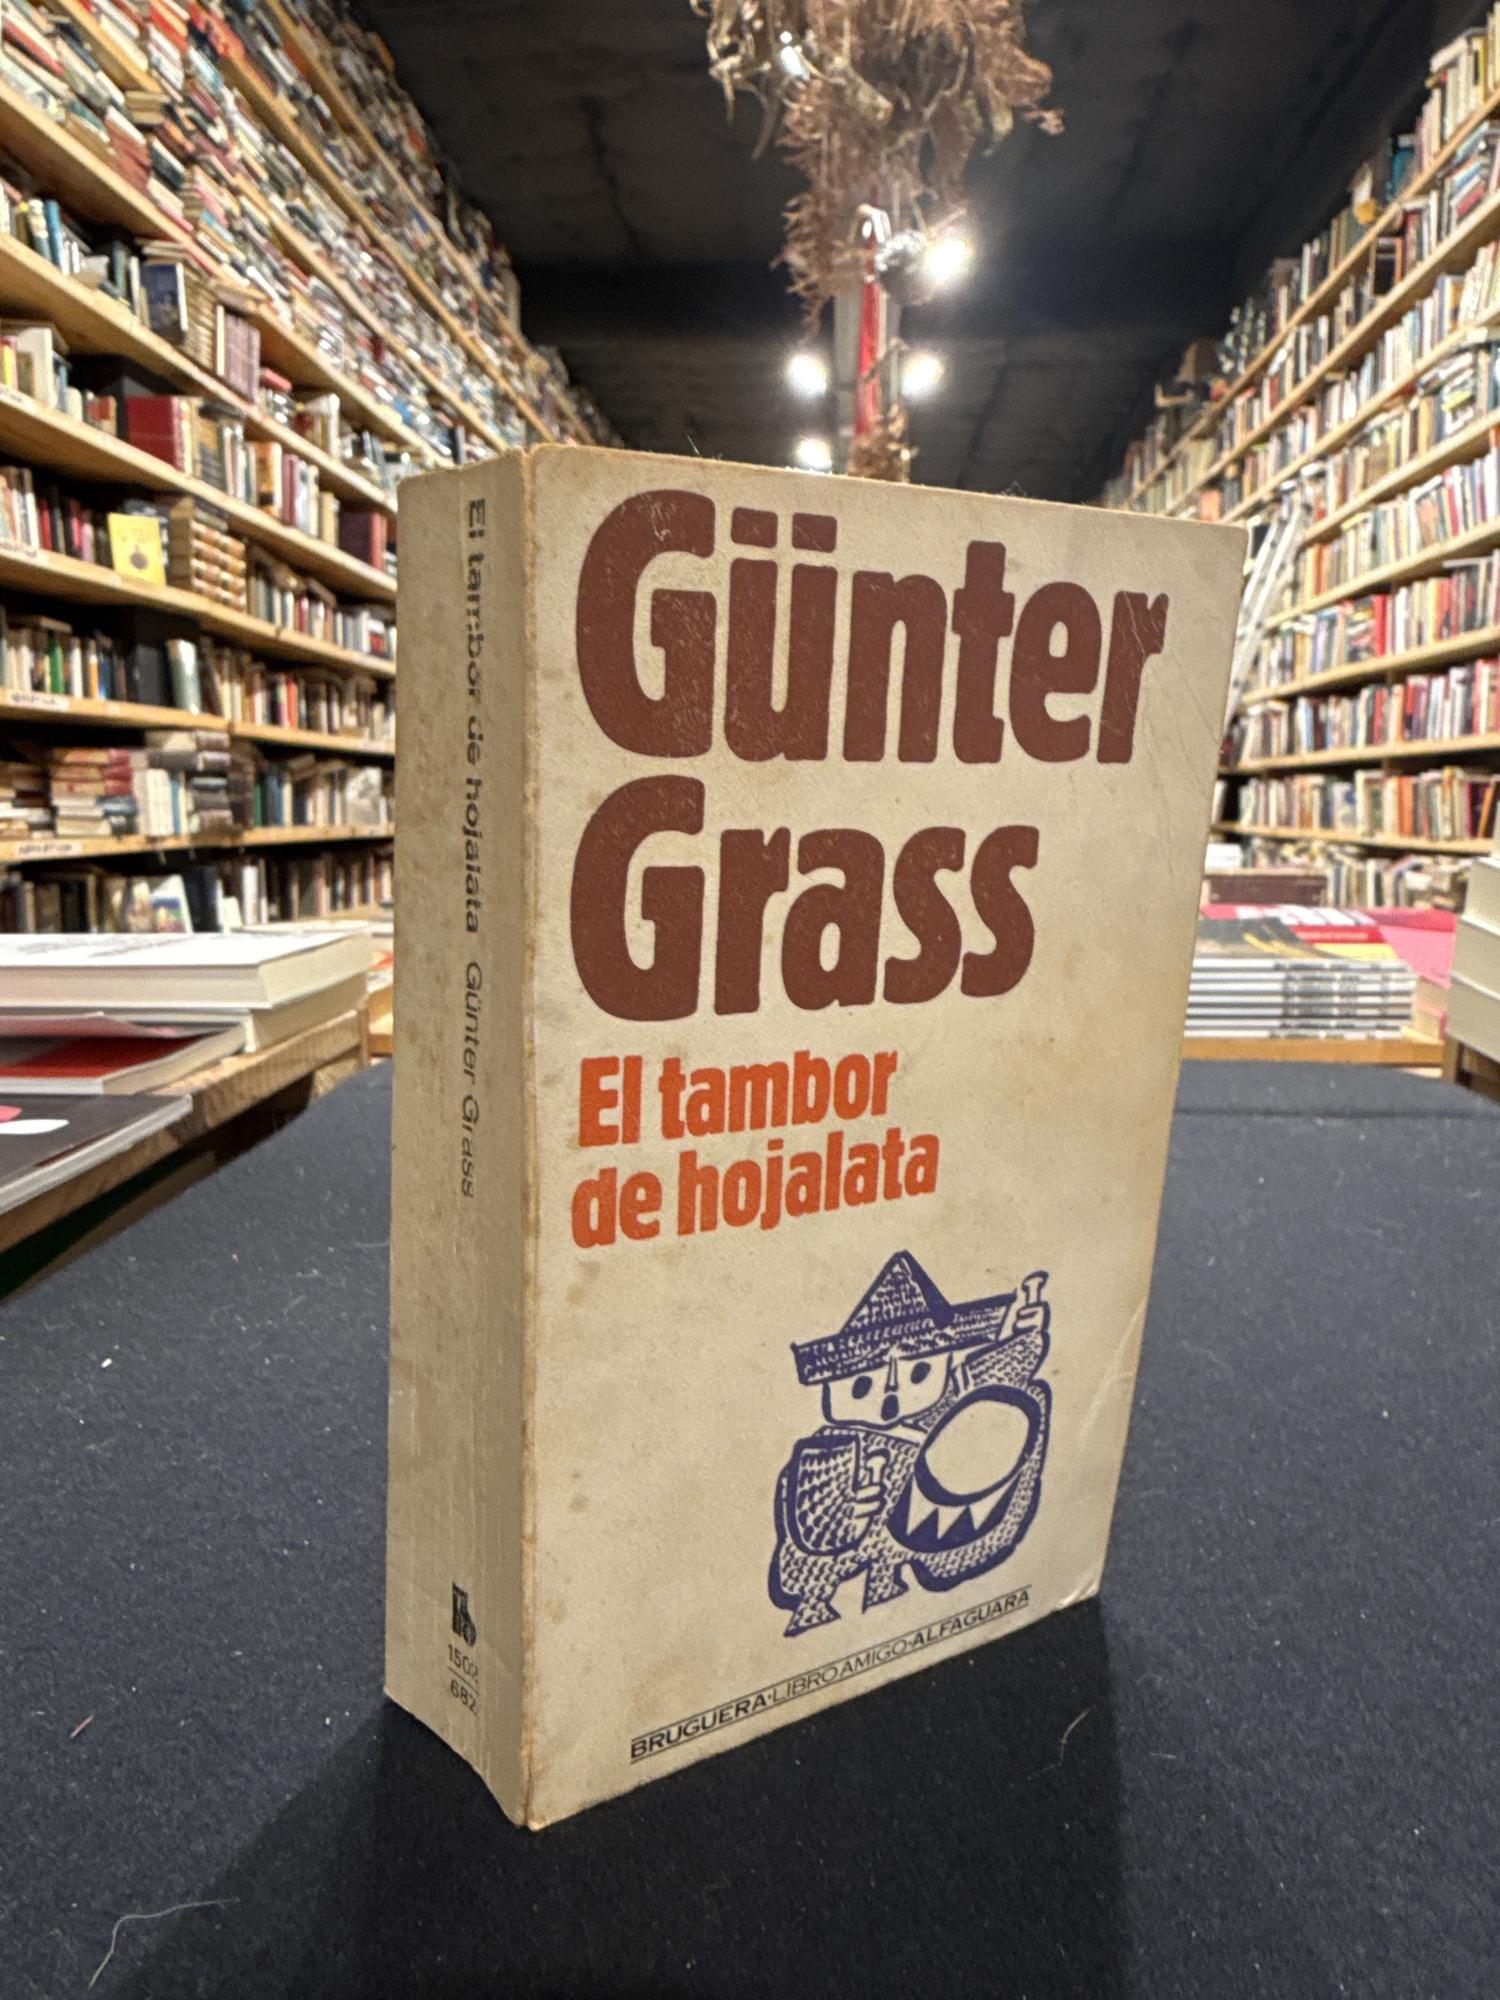 Günter
Grass
El tambor
de hojalata
BRUGUERA·LIBRO AMIGO·ALFAGUARA
El tambor de hojalata Günter Grass
1502
682